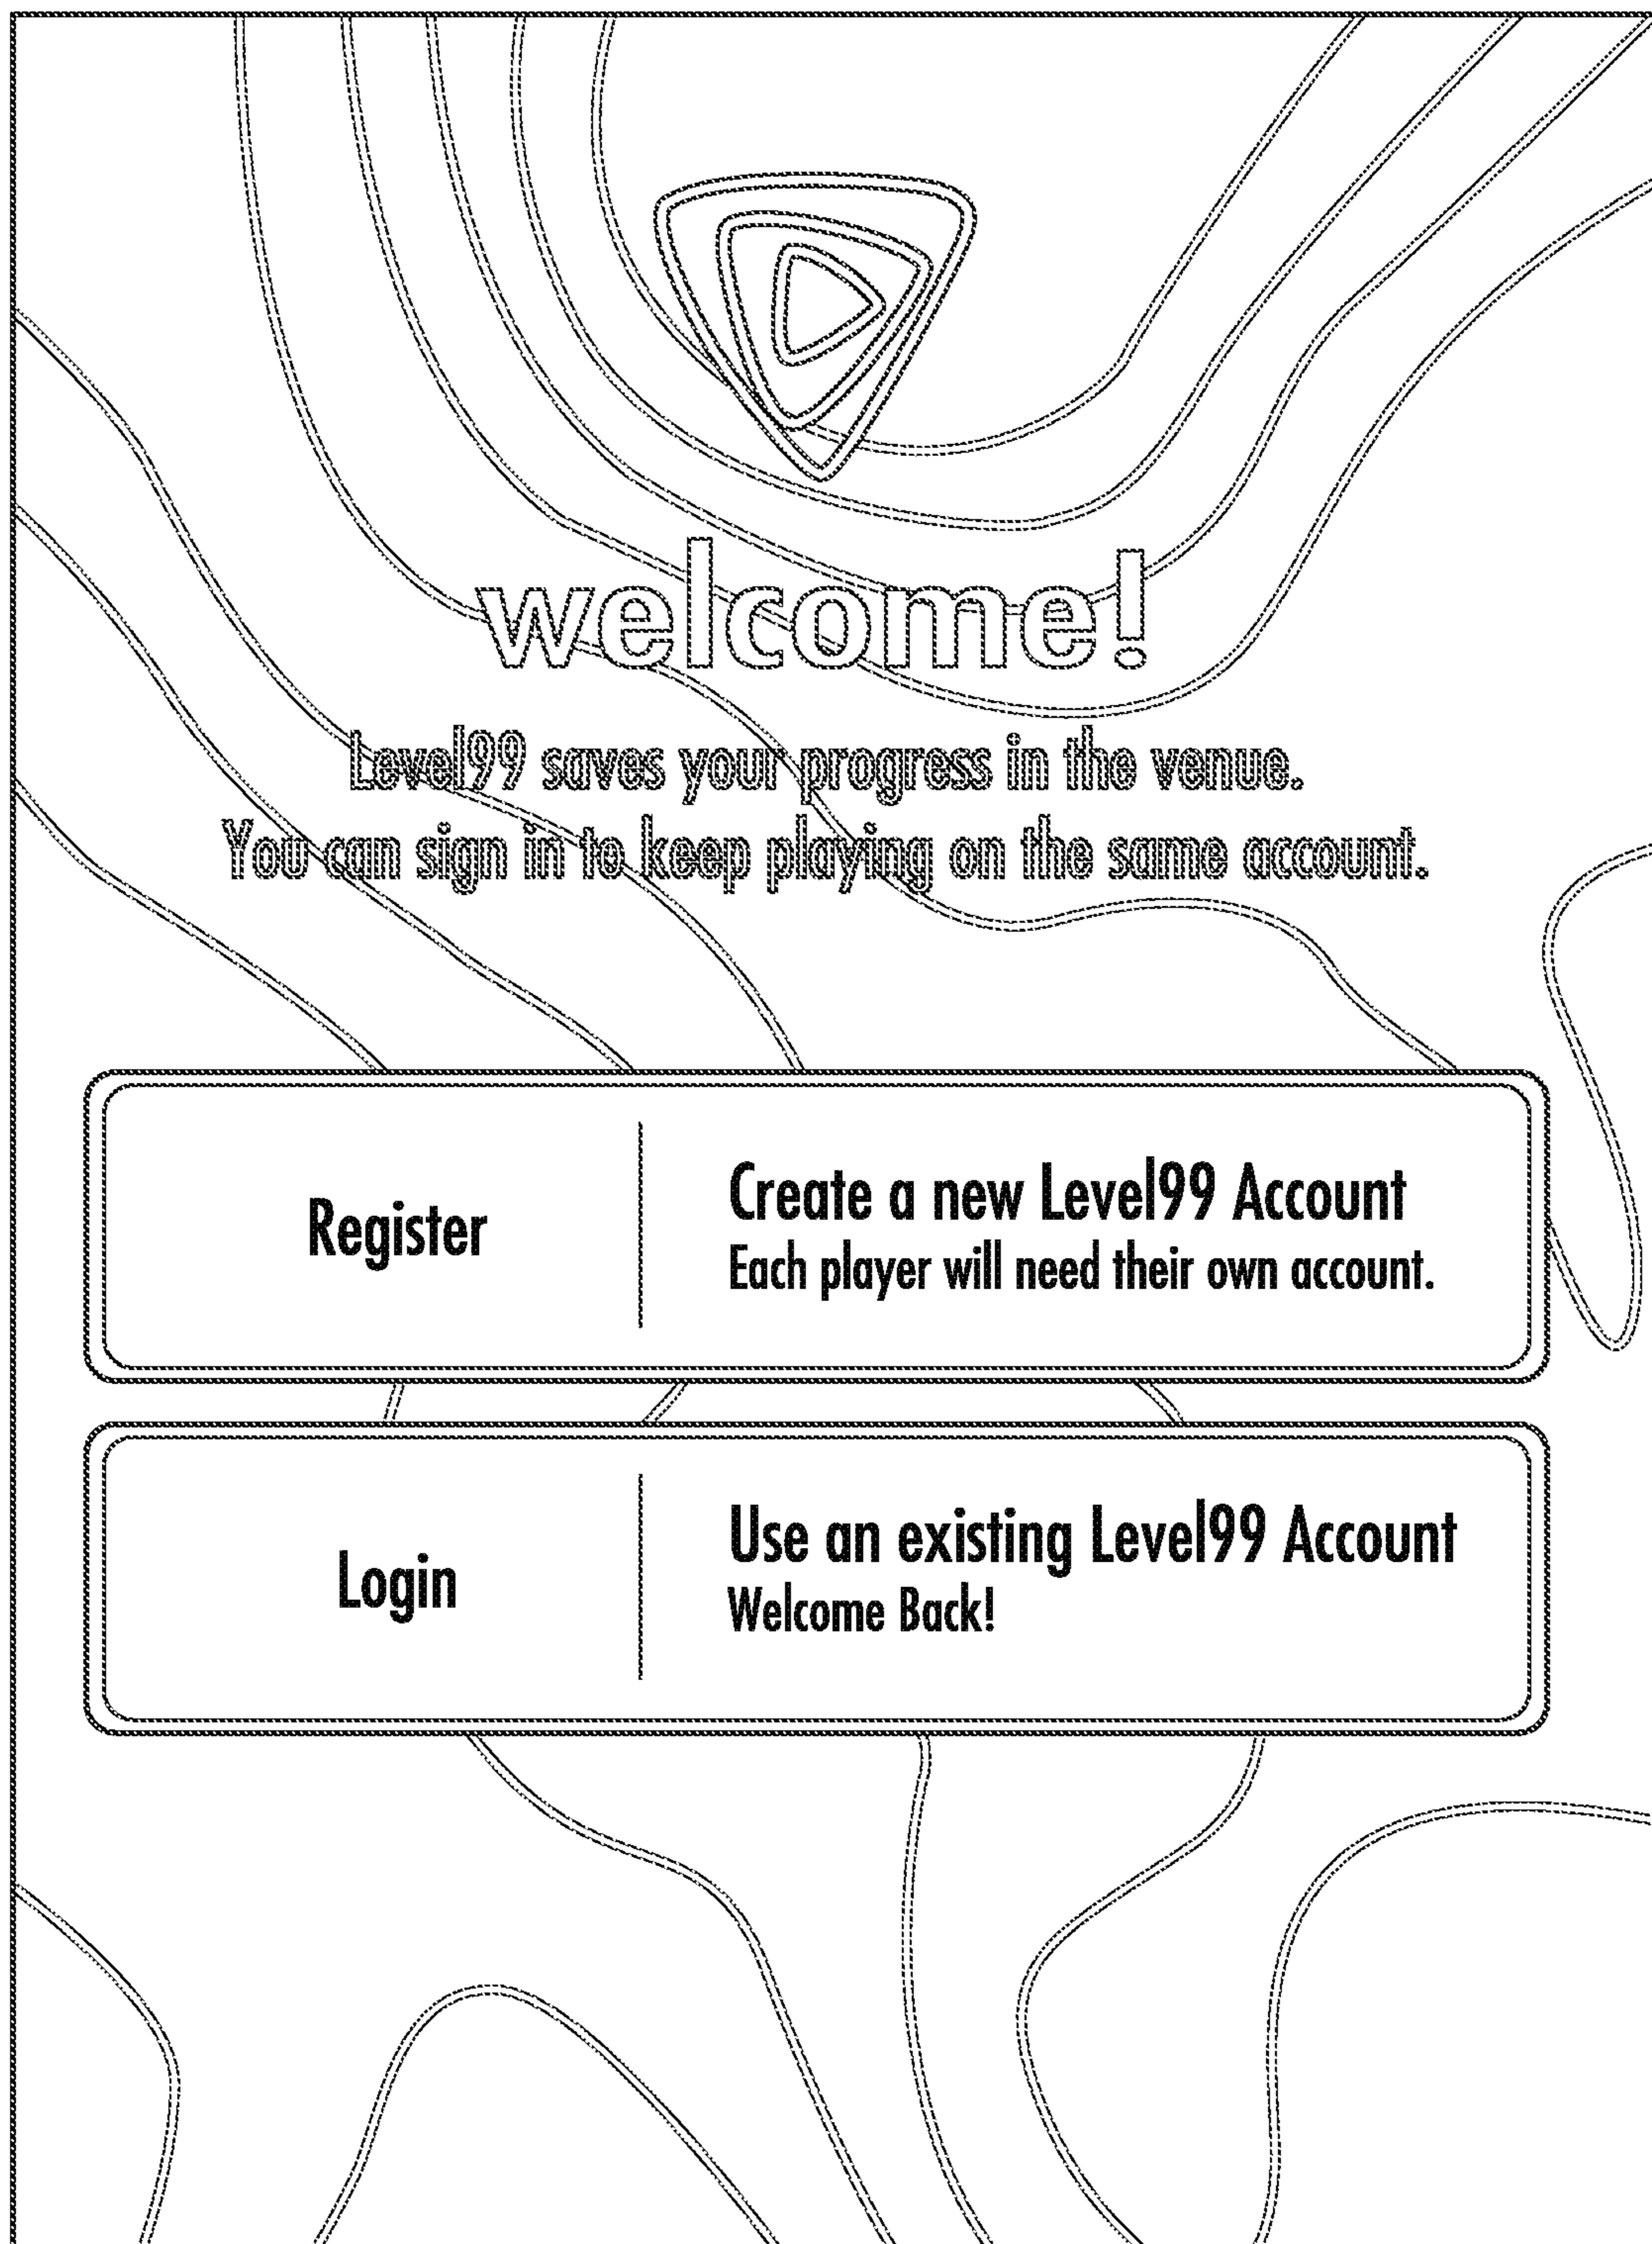 welcome!
Level99 saves your progress in the venue.
You can sign in to keep playing on the same account.
Register
Create a new Level99 Account
Each player will need their own account.
Login
Use an existing Level99 Account
Welcome Back!